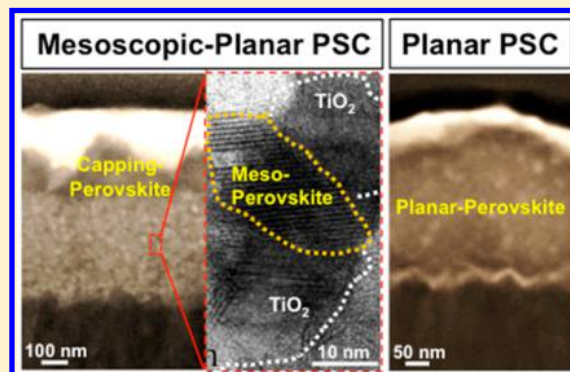 Mesoscopic-Planar PSC
Planar PSC
TiO2
Capping-
Perovskite
Meso-
Perovskite
Planar-Perovskite
TiO2
100 nm
10 nm
50 nm